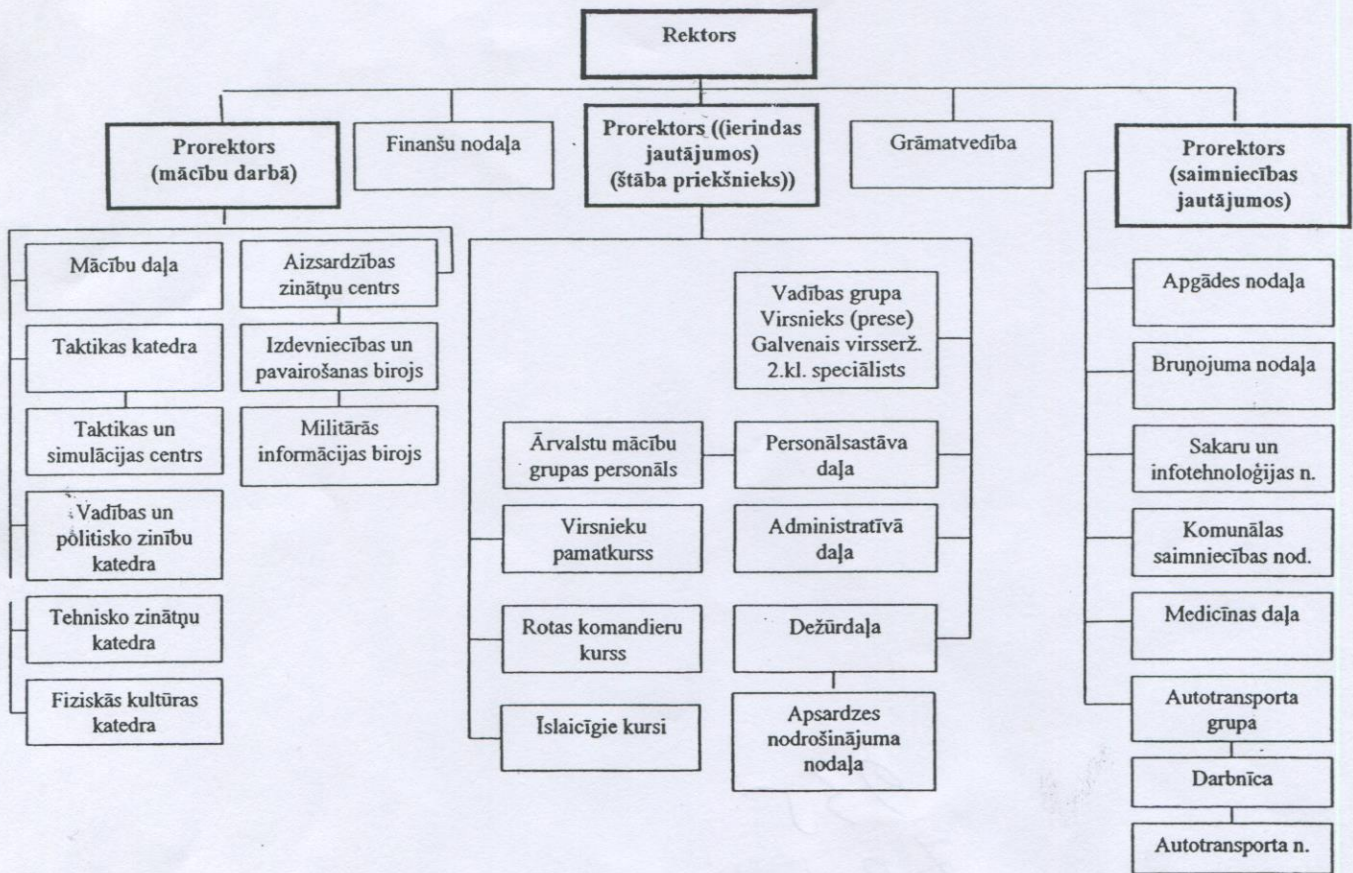 Rektors
Prorektors
(mācību darbā)
Finanšu nodaļa
Prorektors ((ierindas
jautājumos)
(štāba priekšnieks))
Grāmatvedība
Prorektors
(saimniecības
jautājumos)
Mācību daļa
Taktikas katedra
Taktikas un
simulācijas centrs
Vadības un
politisko zinību
katedra
Tehnisko zinātņu
katedra
Fiziskās kultūras
katedra
Aizsardzības
zinātņu centrs
Izdevniecības un
pavairošanas birojs
Militārās
informācijas birojs
Ārvalstu mācību
grupas personāls
Virsnieku
pamatkurss
Rotas komandieru
kurss
Īslaicīgie kursi
Vadības grupa
Virsnieks (prese)
Galvenais virsserž.
2.kl. speciālists
Personālsastāva
daļa
Administratīvā
daļa
Dežūrdaļa
Apsardzes
nodrošinājuma
nodaļa
Apgādes nodaļa
Bruņojuma nodaļa
Sakaru un
infotehnoloģijas n.
Komunālas
saimniecības nod.
Medicīnas daļa
Autotransporta
grupa
Darbnīca
Autotransporta n.